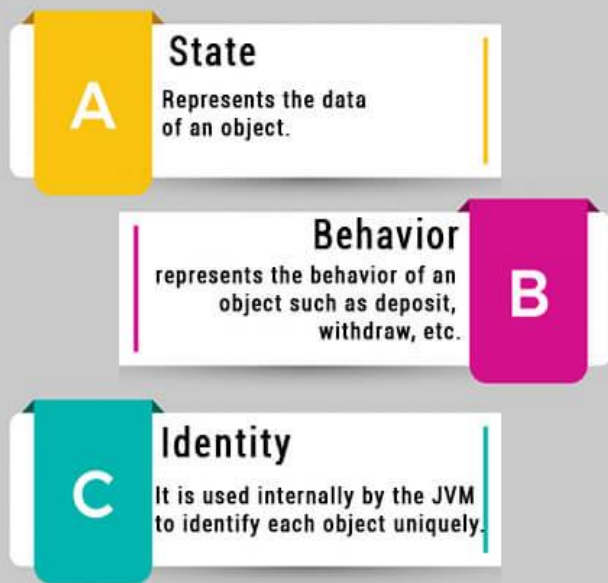 A
State
Represents the data
of an object.
Behavior
represents the behavior of an
object such as deposit,
withdraw, etc.
B
C
Identity
It is used internally by the JVM
to identify each object uniquely.